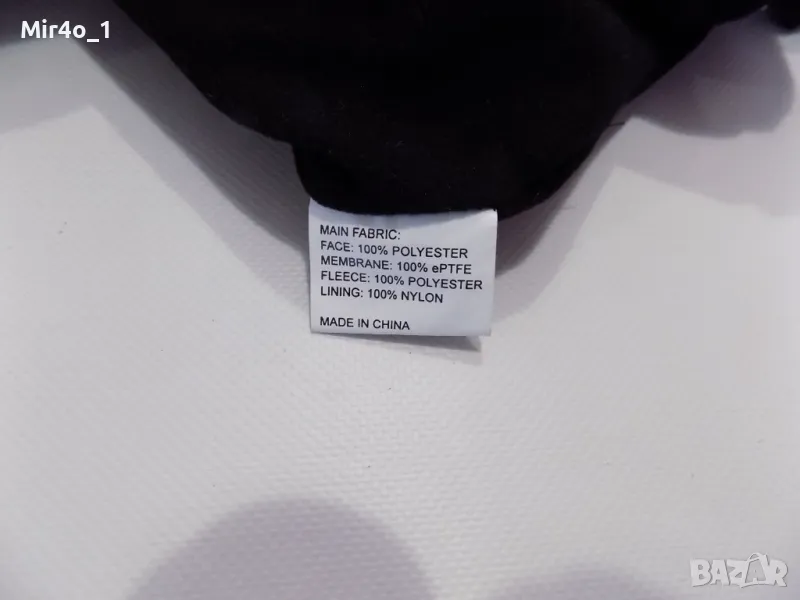 Mir4o_1
MAIN FABRIC:
FACE: 100% POLYESTER
MEMBRANE: 100% ePTFE
FLEECE: 100% POLYESTER
LINING: 100% NYLON
MADE IN CHINA
BAZAR